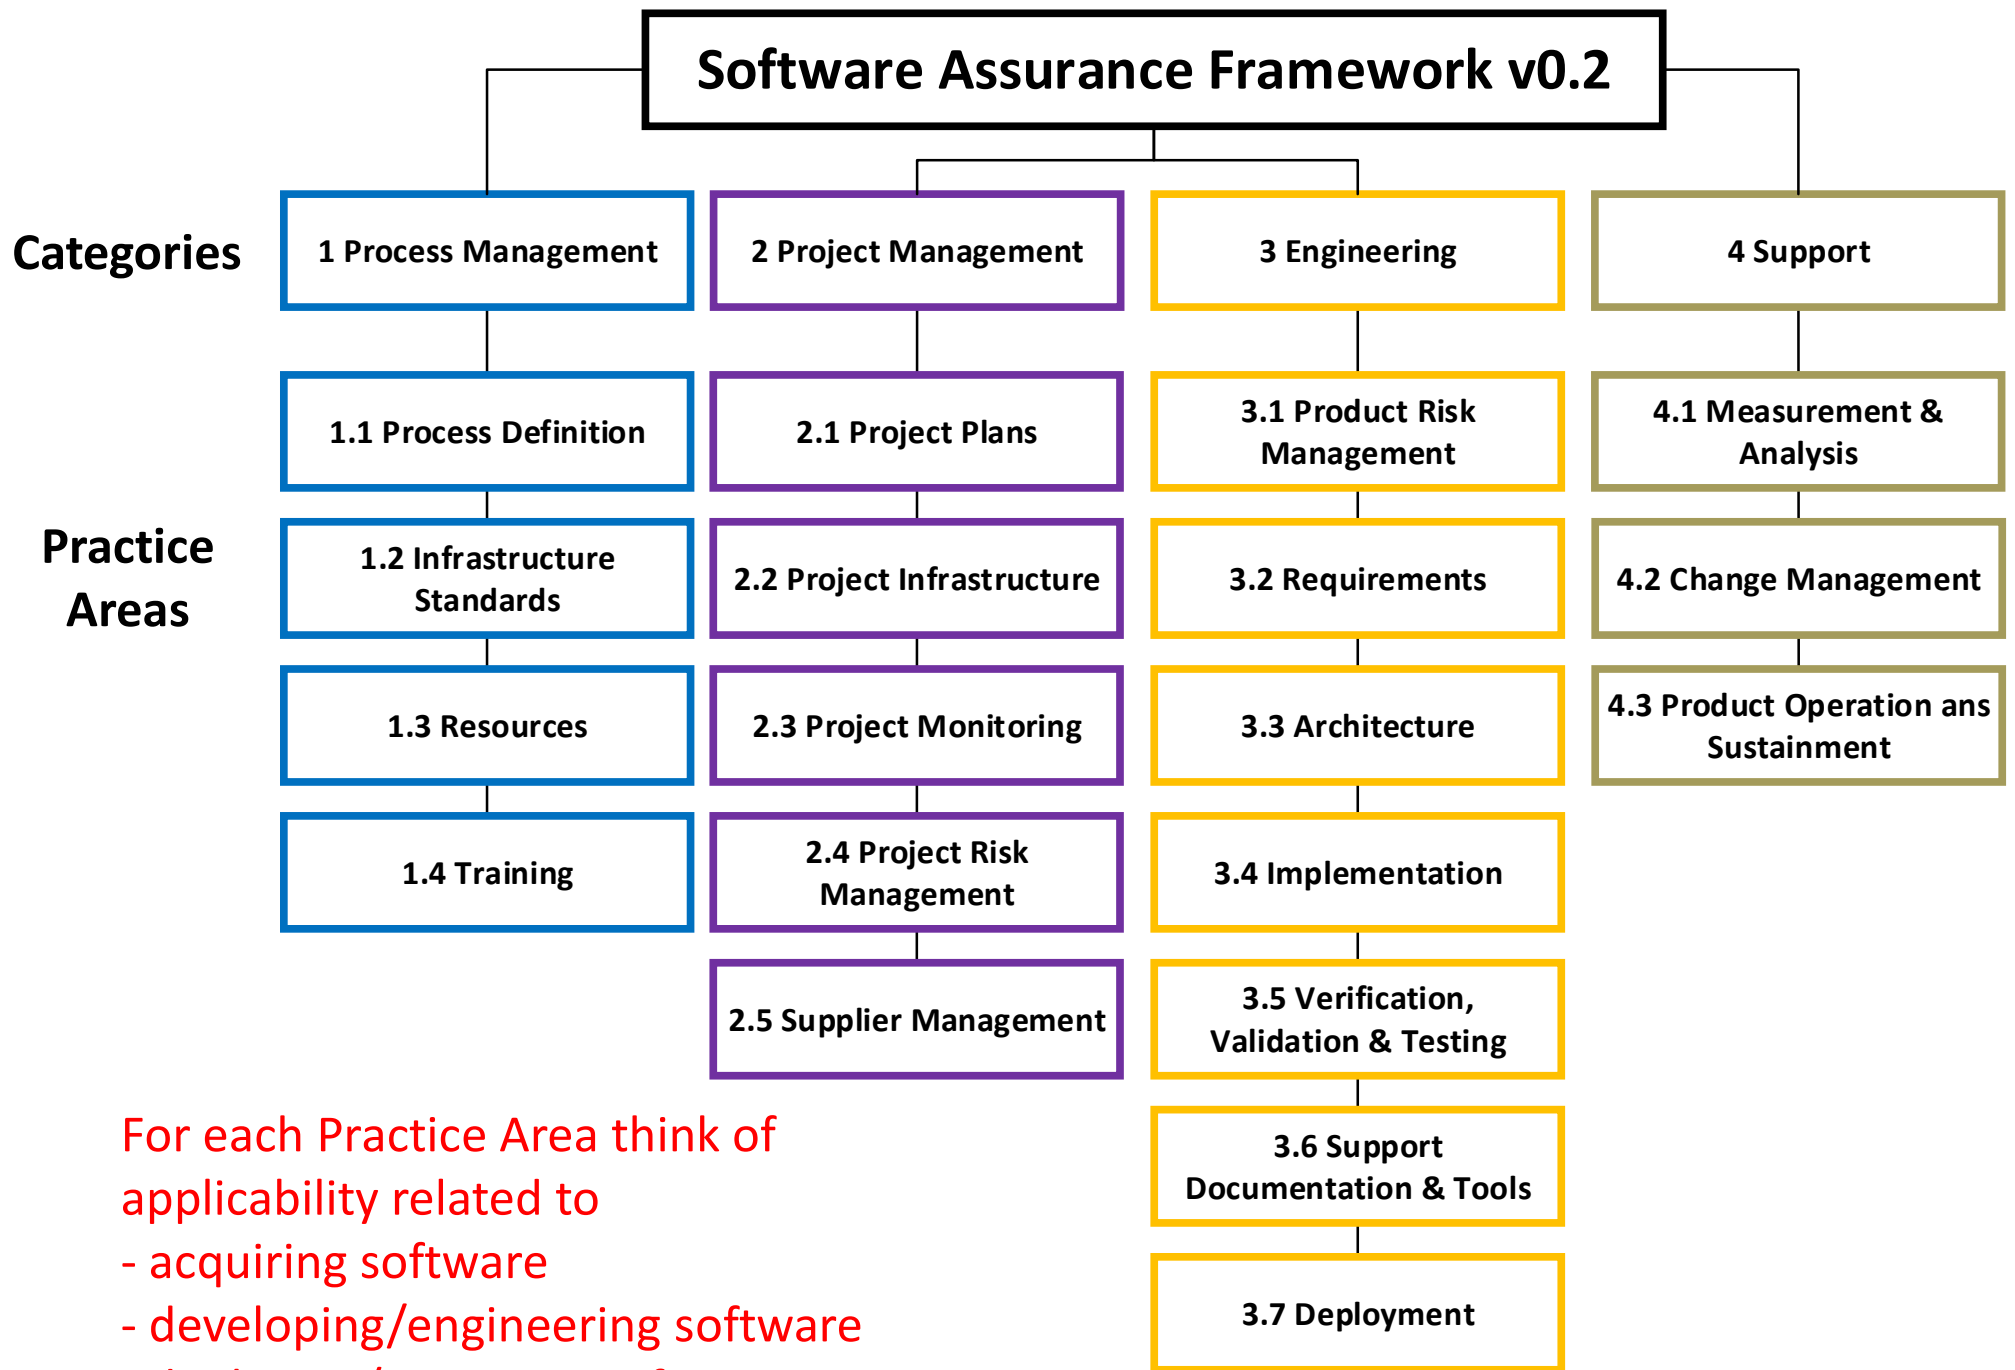 Software Assurance Framework v0.2
Categories
1 Process Management
2 Project Management
3 Engineering
4 Support
Practice
Areas
1.1 Process Definition
2.1 Project Plans
3.1 Product Risk
Management
4.1 Measurement &
Analysis
1.2 Infrastructure
Standards
2.2 Project Infrastructure
3.2 Requirements
4.2 Change Management
1.3 Resources
2.3 Project Monitoring
3.3 Architecture
4.3 Product Operation ans
Sustainment
1.4 Training
2.4 Project Risk
Management
3.4 Implementation
2.5 Supplier Management
3.5 Verification,
Validation & Testing
3.6 Support
Documentation & Tools
3.7 Deployment
For each Practice Area think of
applicability related to
- acquiring software
- developing/engineering software